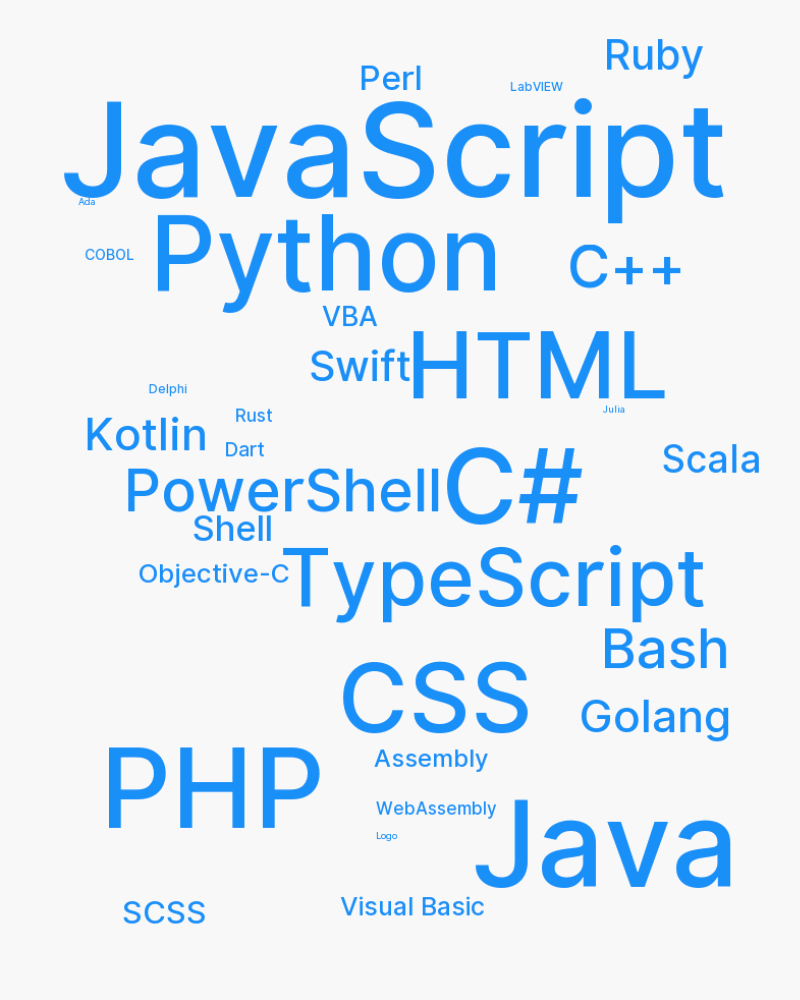 Ruby
Perl
LabVIEW
JavaScript
Ada
Python
COBOL
C++
VBA
HTML
Swift
Delphi
Julia
Rust
Kotlin
Dart
Scala
C#
PowerShell
Shell
Objective-C
TypeScript
Bash
CSS
Golang
Assembly
PHP
WebAssembly
Logo
Java
Visual Basic
SCSS